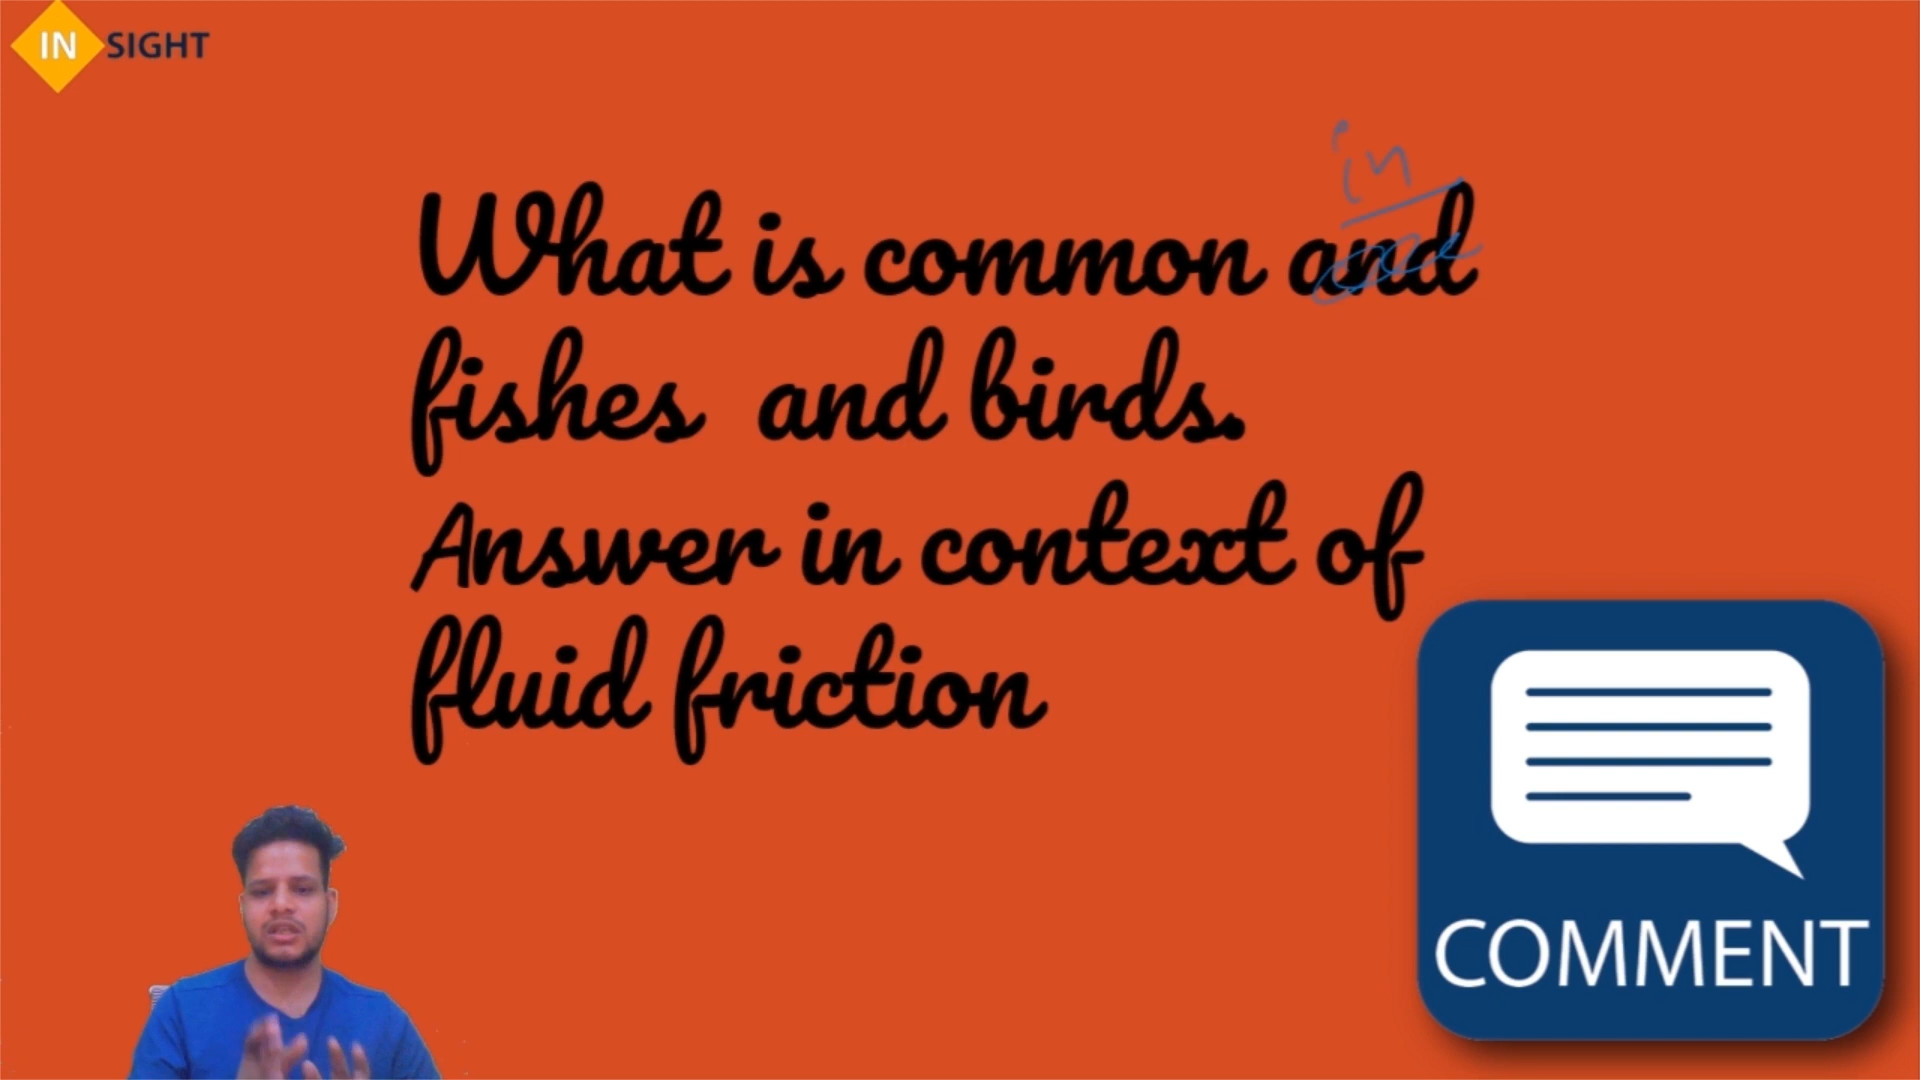 IN SIGHT
in
What is common and
fishes and birds.
Answer in context of
fluid friction
COMMENT